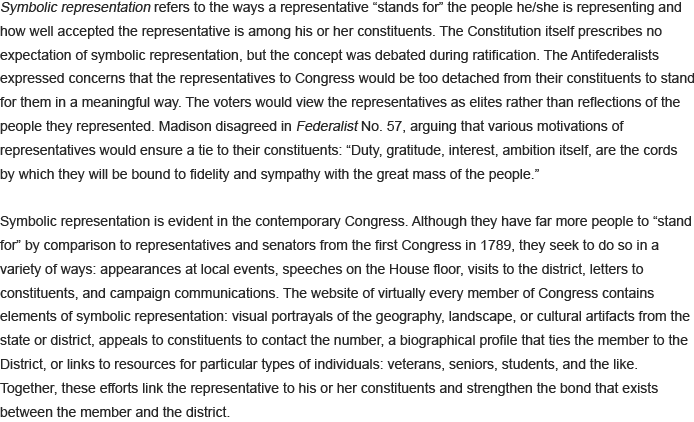 Symbolic representation refers to the ways a representative “stands for” the people he/she is representing and
how well accepted the representative is among his or her constituents. The Constitution itself prescribes no
expectation of symbolic representation, but the concept was debated during ratification. The Antifederalists
expressed concerns that the representatives to Congress would be too detached from their constituents to stand
for them in a meaningful way. The voters would view the representatives as elites rather than reflections of the
people they represented. Madison disagreed in Federalist No. 57, arguing that various motivations of
representatives would ensure a tie to their constituents: “Duty, gratitude, interest, ambition itself, are the cords
by which they will be bound to fidelity and sympathy with the great mass of the people.”
Symbolic representation is evident in the contemporary Congress. Although they have far more people to “stand
for” by comparison to representatives and senators from the first Congress in 1789, they seek to do so in a
variety of ways: appearances at local events, speeches on the House floor, visits to the district, letters to
constituents, and campaign communications. The website of virtually every member of Congress contains
elements of symbolic representation: visual portrayals of the geography, landscape, or cultural artifacts from the
state or district, appeals to constituents to contact the number, a biographical profile that ties the member to the
District, or links to resources for particular types of individuals: veterans, seniors, students, and the like.
Together, these efforts link the representative to his or her constituents and strengthen the bond that exists
between the member and the district.